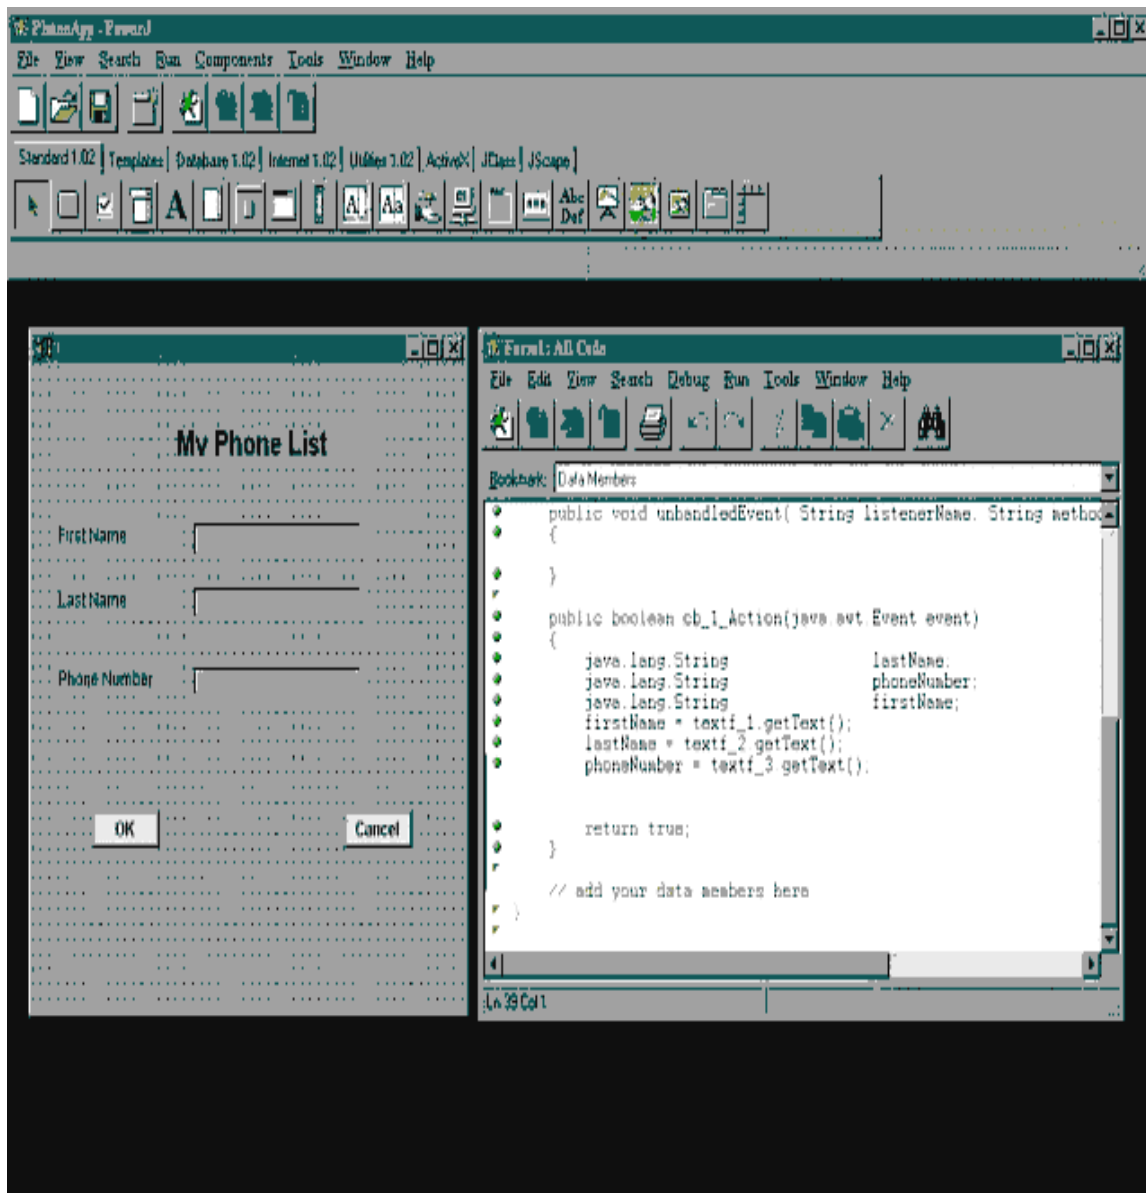 PhoneApp - PowerJ
File View Search Run Components Tools Window Help
Standard 1.02 Templates Database 1.02 Internet 1.02 Utilities 1.02 ActiveX JClass JScape
A A Aa Abc
Def
My Phone List
First Name
Last Name
Phone Number
OK Cancel
Form1: All Code
File Edit View Search Debug Run Tools Window Help
Bookmark: Data Members
public void unhandledEvent( String listenerName, String method
{
}
public boolean cb_1_Action(java.awt.Event event)
{
java.lang.String lastName;
java.lang.String phoneNumber;
java.lang.String firstName;
firstName = textf_1.getText();
lastName = textf_2.getText();
phoneNumber = textf_3.getText();
return true;
}
// add your data members here
}
Ln 39 Col 1